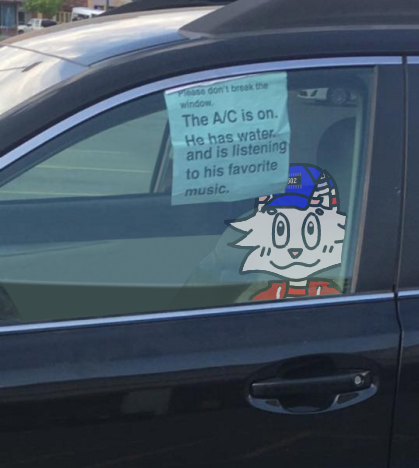 Please don't break the
window.
The A/C is on.
He has water.
and is listening
to his favorite
music.